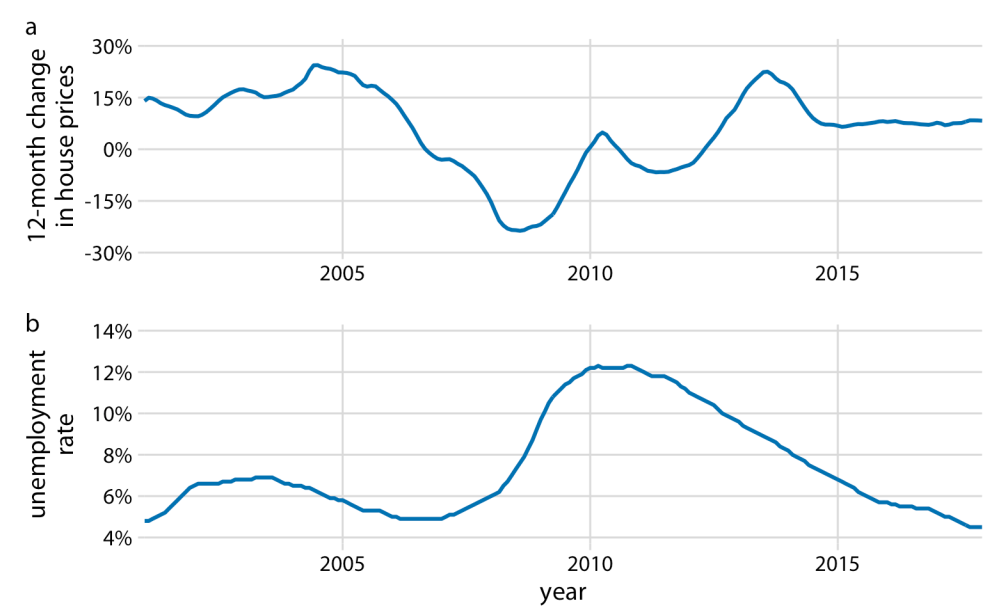 a
12-month change
in house prices
30%
15%
0%
-15%
-30%
2005 2010 2015
b
unemployment
rate
14%
12%
10%
8%
6%
4%
2005 2010 2015
year